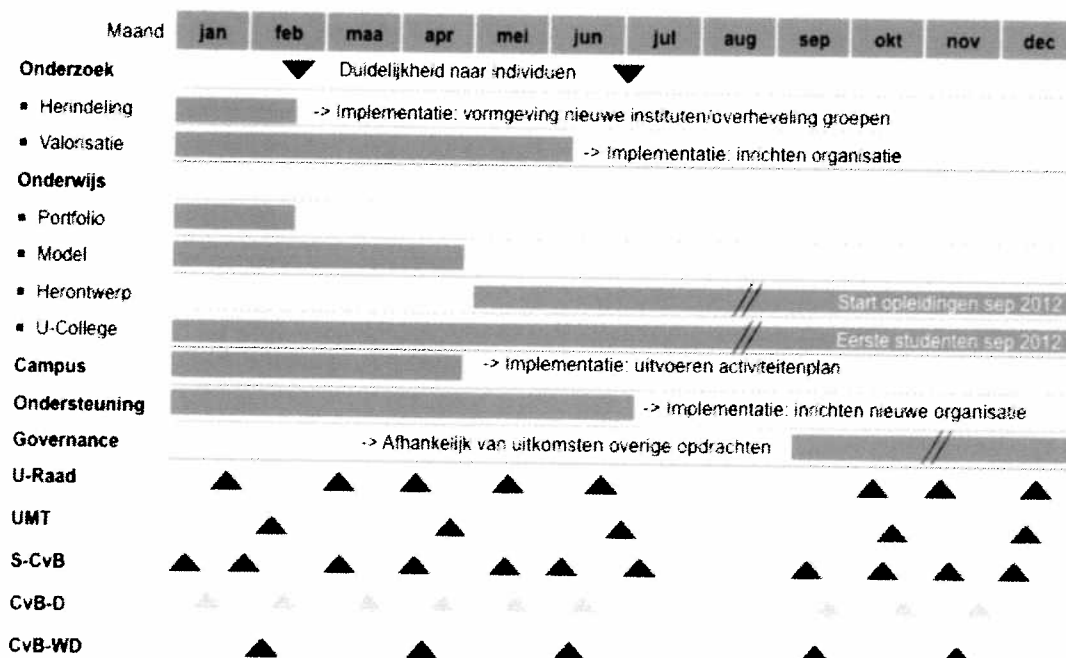 Maand jan feb maa apr mei jun jul aug sep okt nov dec
Onderzoek Duidelijkheid naar individuen
▪ Herindeling -> Implementatie: vormgeving nieuwe instituten/overheveling groepen
▪ Valorisatie -> Implementatie: inrichten organisatie
Onderwijs
▪ Portfolio
▪ Model
▪ Herontwerp // Start opleidingen sep 2012
▪ U-College // Eerste studenten sep 2012
Campus -> Implementatie: uitvoeren activiteitenplan
Ondersteuning -> Implementatie: inrichten nieuwe organisatie
Governance -> Afhankelijk van uitkomsten overige opdrachten //
U-Raad
UMT
S-CvB
CvB-D
CvB-WD